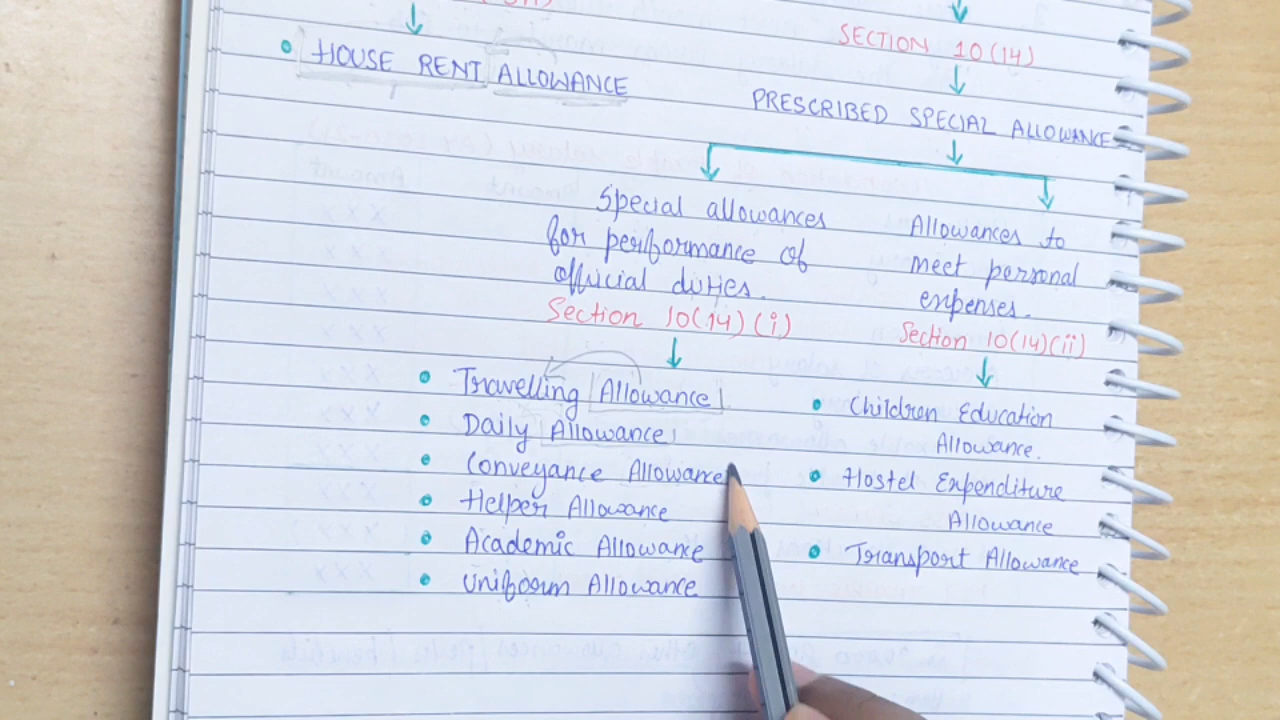 SECTION 10(14)
HOUSE RENT ALLOWANCE
PRESCRIBED SPECIAL ALLOWANCE
Special allowances
for performance of
official duties.
Section 10(14)(i)
Travelling Allowance
Daily Allowance
Conveyance Allowance
Helper Allowance
Academic Allowance
Uniform Allowance
Allowances to
meet personal
expenses.
Section 10(14)(ii)
Children Education
Allowance.
Hostel Expenditure
Allowance
Transport Allowance